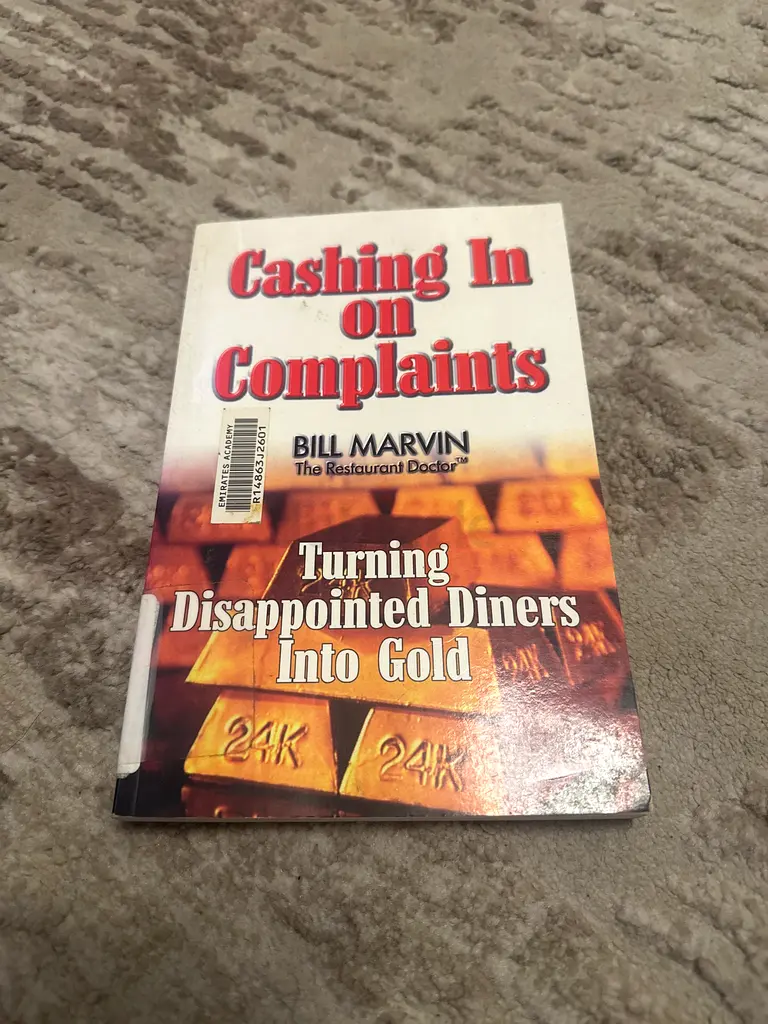 Cashing In
on
Complaints
BILL MARVIN
The Restaurant Doctor™
EMIRATES ACADEMY
R14863J2601
Turning
Disappointed Diners
Into Gold
24K
24K
24K
24K